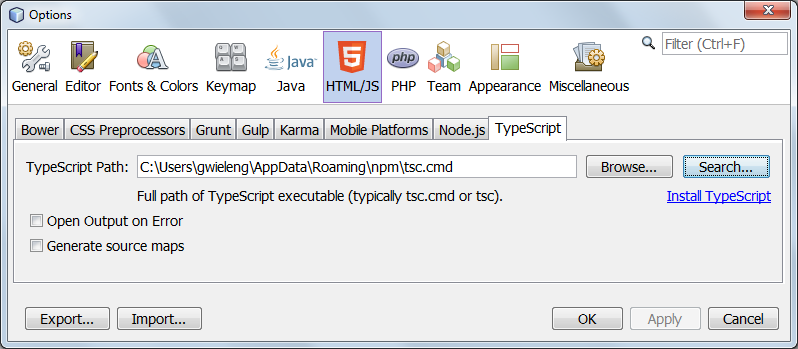 Options
Filter (Ctrl+F)
General Editor Fonts & Colors Keymap Java HTML/JS PHP Team Appearance Miscellaneous
Bower CSS Preprocessors Grunt Gulp Karma Mobile Platforms Node.js TypeScript
TypeScript Path: C:\Users\gwieleng\AppData\Roaming\npm\tsc.cmd Browse... Search...
Full path of TypeScript executable (typically tsc.cmd or tsc). Install TypeScript
Open Output on Error
Generate source maps
Export... Import... OK Apply Cancel